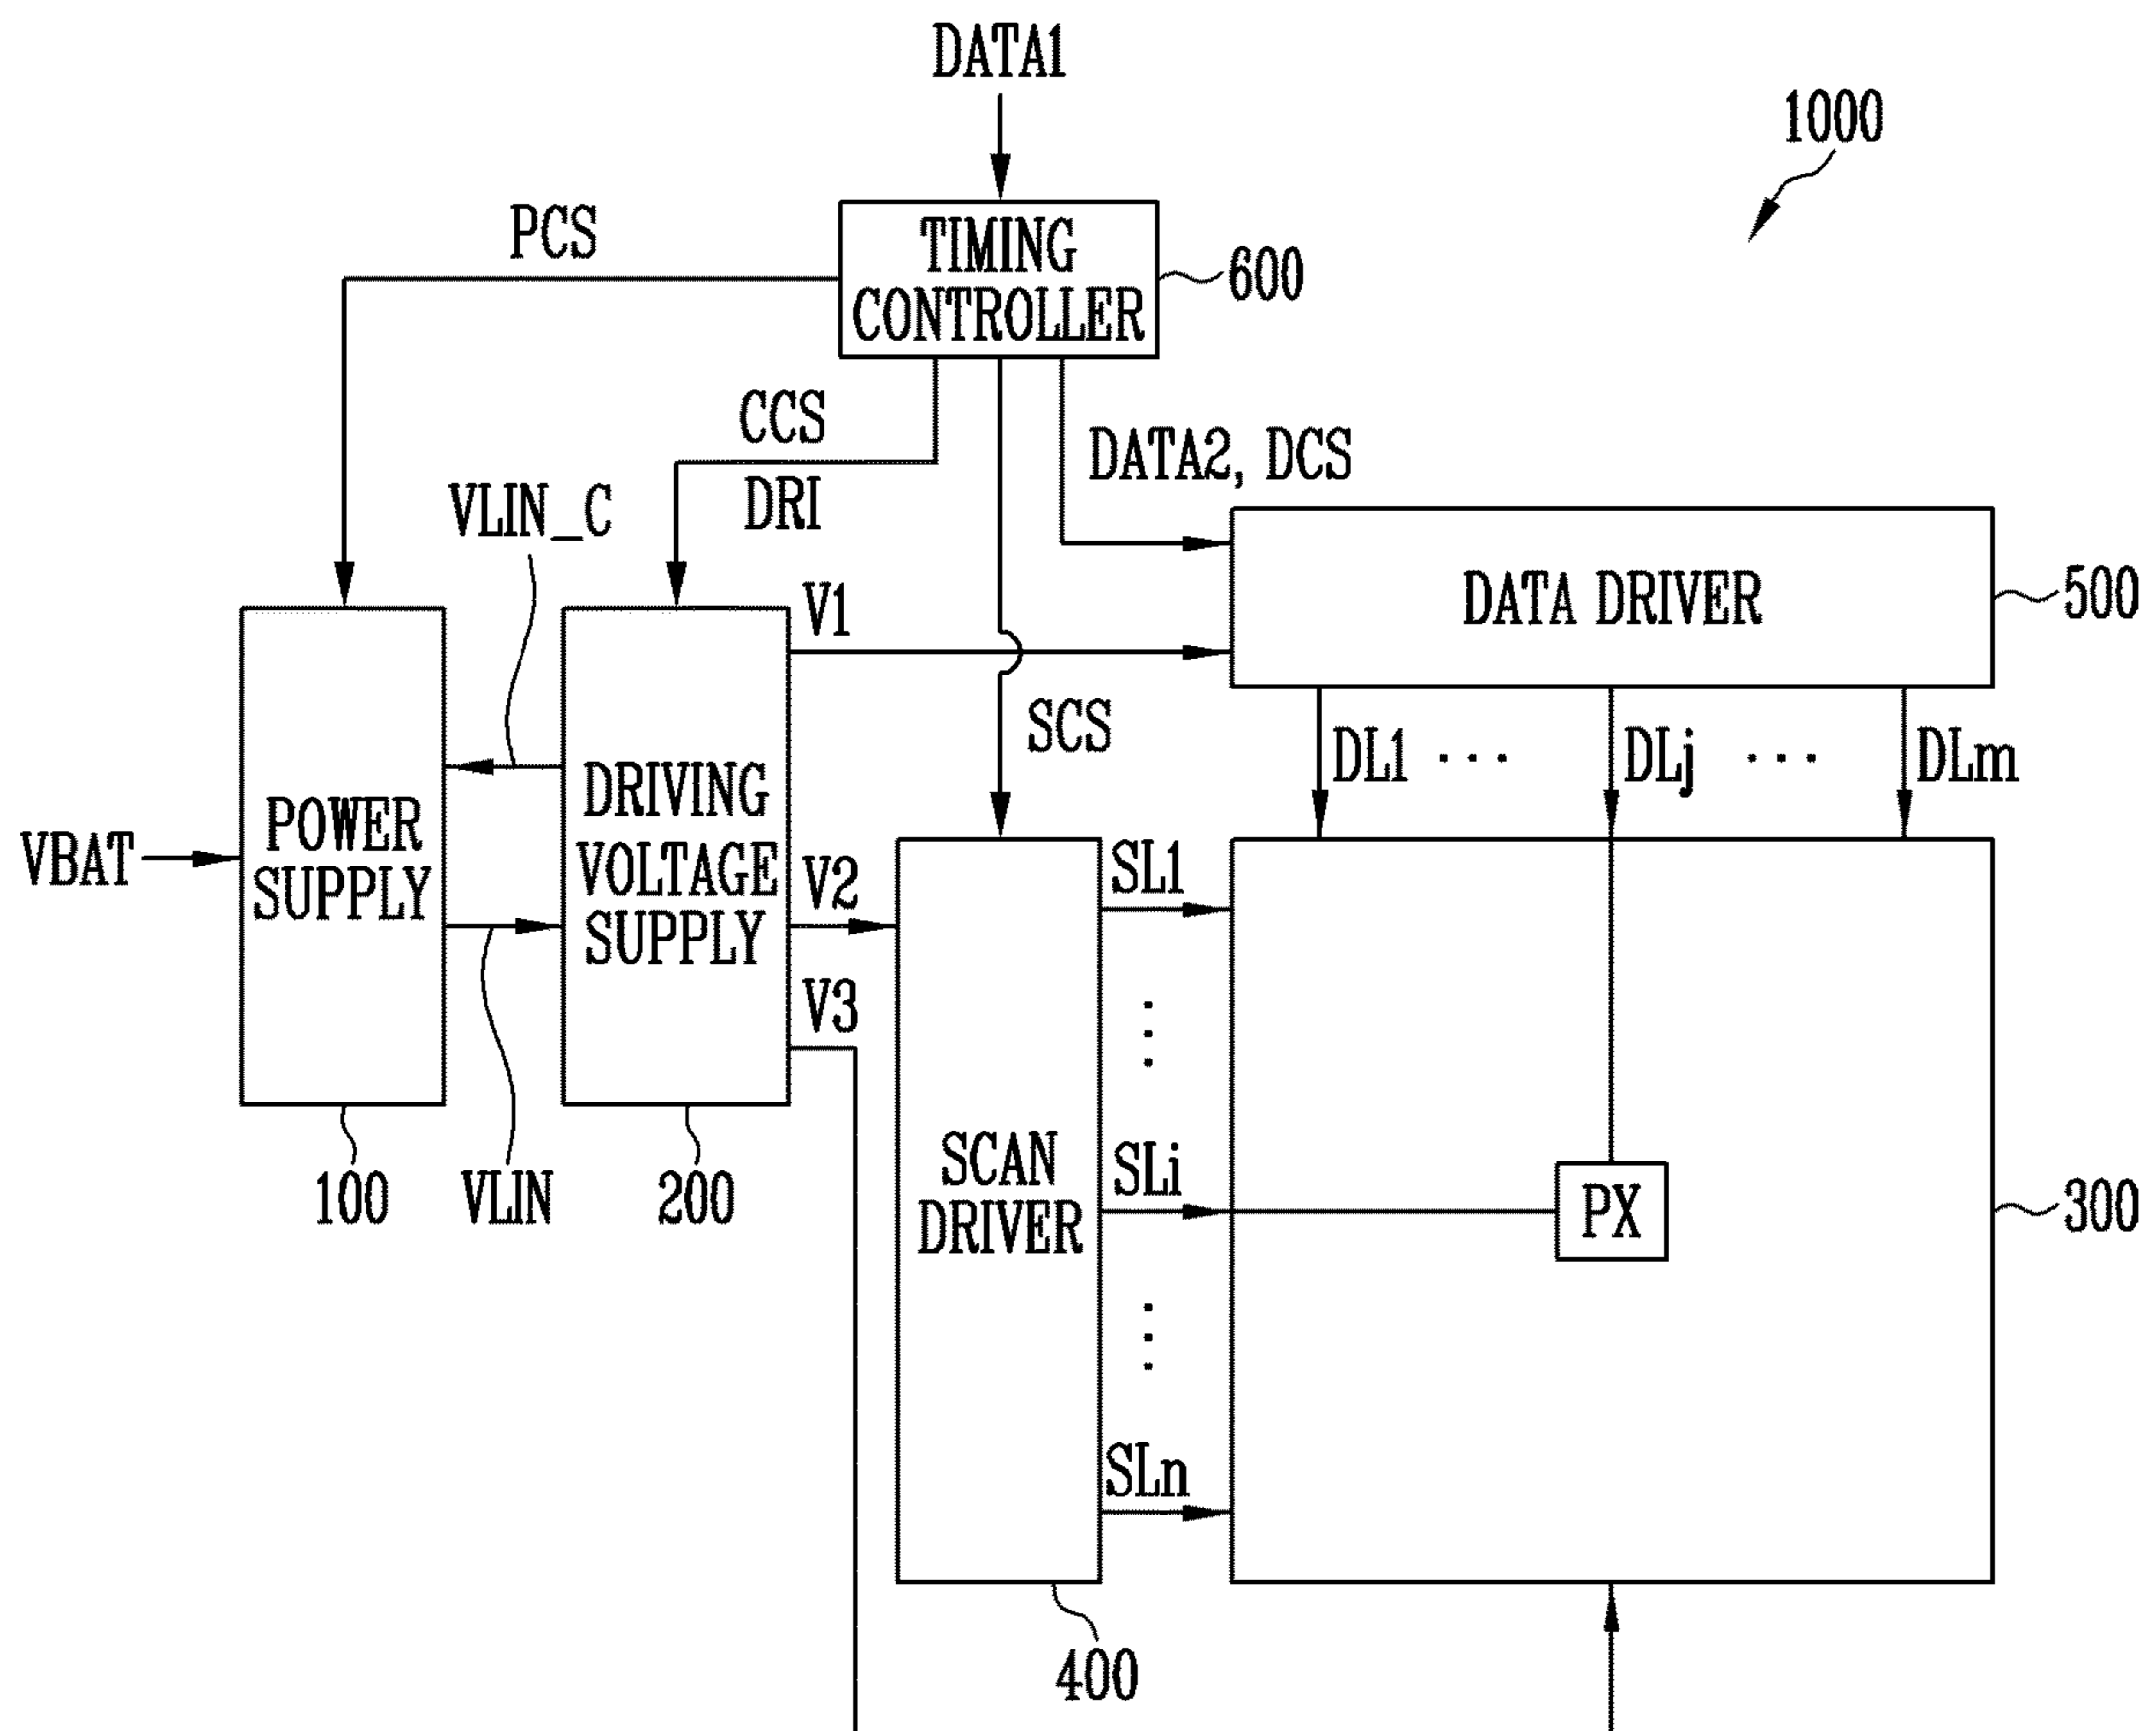 DATA1
1000
PCS
TIMING
CONTROLLER
600
CCS
DRI
DATA2, DCS
VLIN_C
V1
DATA DRIVER
500
SCS
DL1 ···
DLj ···
DLm
VBAT
POWER
SUPPLY
DRIVING
VOLTAGE
SUPPLY
V2
V3
SL1
SCAN
DRIVER
SLi
PX
300
100
VLIN
200
SLn
400